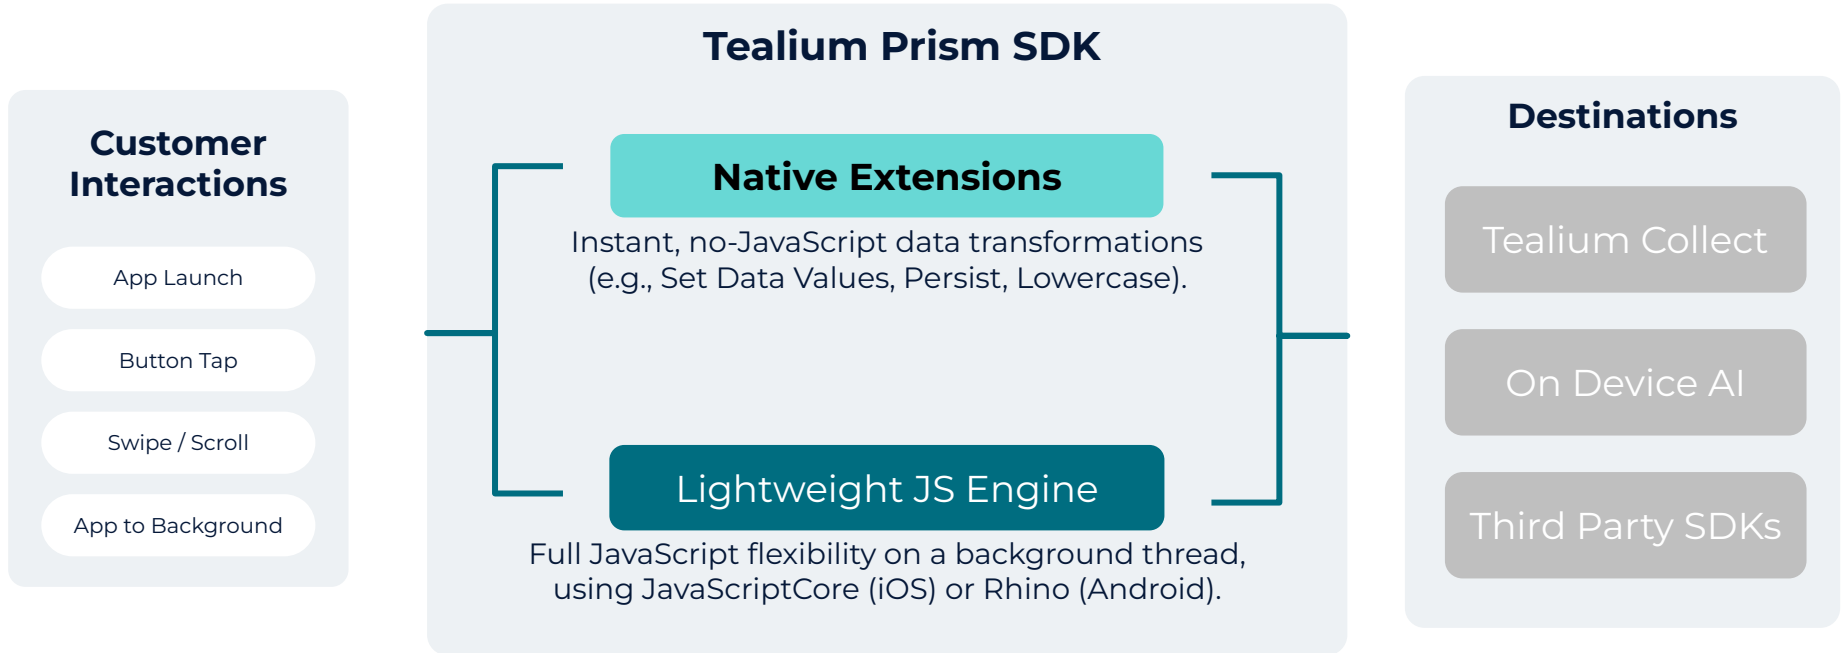 Tealium Prism SDK
Customer
Interactions
App Launch
Button Tap
Swipe / Scroll
App to Background
Native Extensions
Instant, no-JavaScript data transformations
(e.g., Set Data Values, Persist, Lowercase).
Lightweight JS Engine
Full JavaScript flexibility on a background thread,
using JavaScriptCore (iOS) or Rhino (Android).
Destinations
Tealium Collect
On Device AI
Third Party SDKs